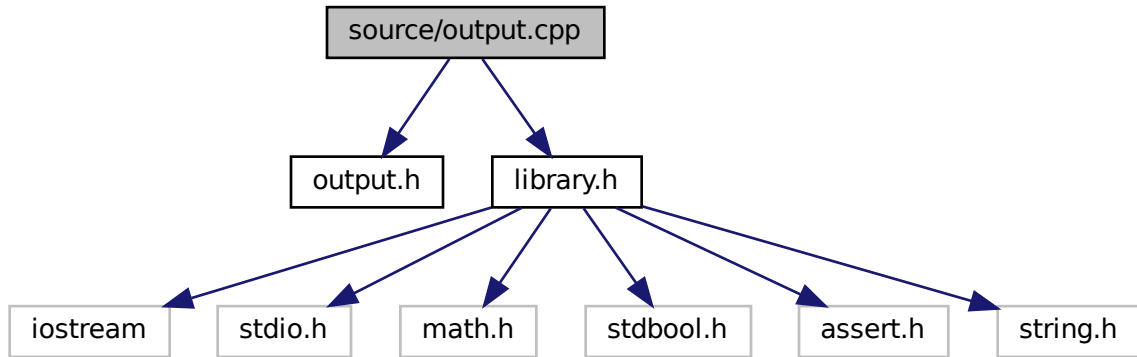 source/output.cpp
output.h
library.h
iostream
stdio.h
math.h
stdbool.h
assert.h
string.h